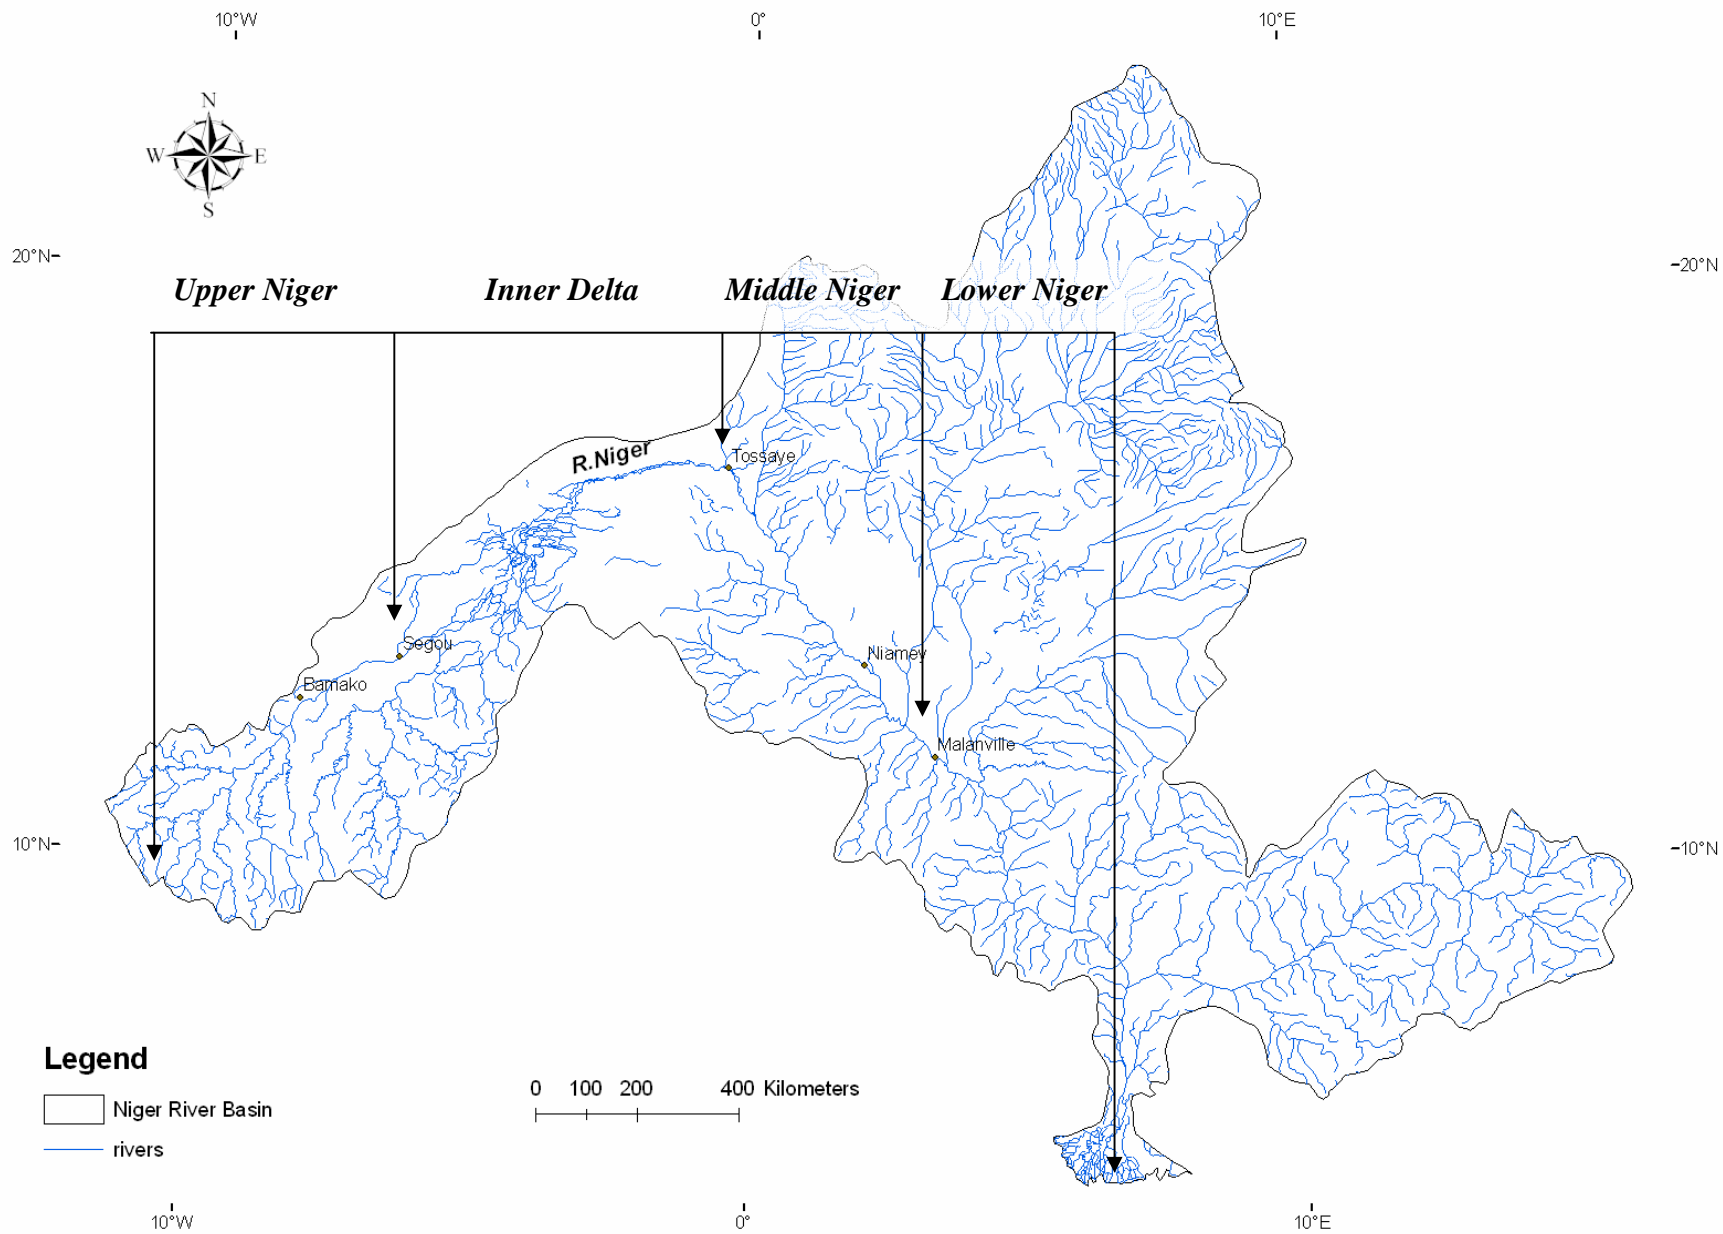 10°W 0° 10°E
N
W E
S
20°N 20°N
Upper Niger Inner Delta Middle Niger Lower Niger
R.Niger
Tossaye
Segou
Niamey
Bamako
Malanville
10°N 10°N
Legend
Niger River Basin
rivers
0 100 200 400 Kilometers
10°W 0° 10°E